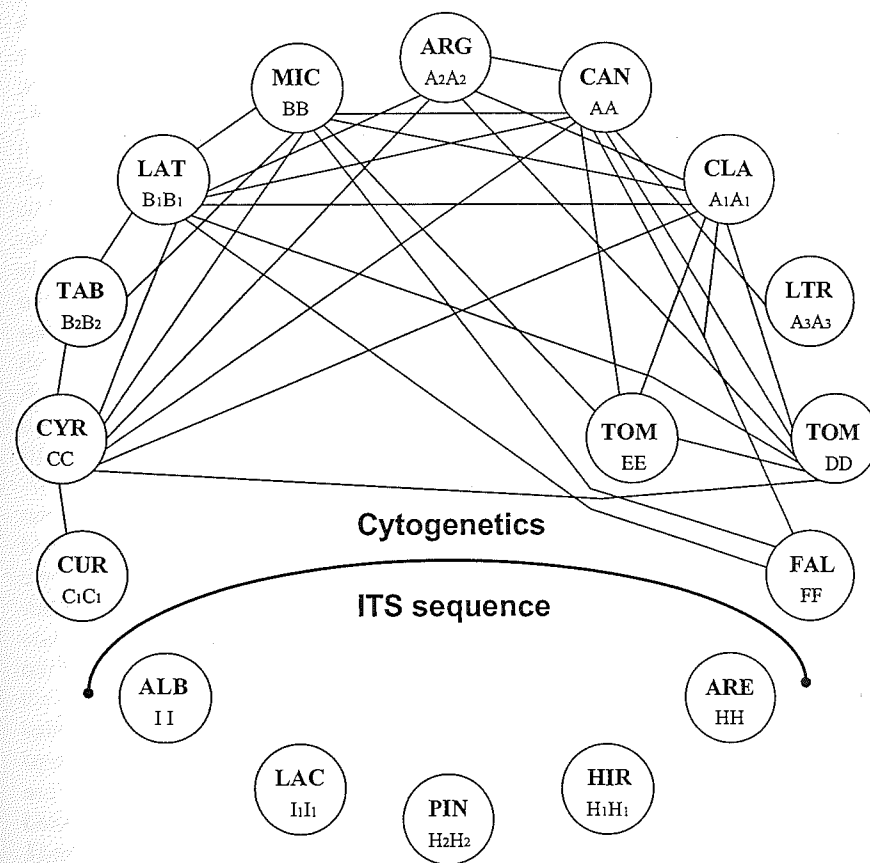 ARG
A2A2
MIC
BB
CAN
AA
LAT
B1B1
CLA
A1A1
TAB
B2B2
LTR
A3A3
CYR
CC
TOM
EE
TOM
DD
Cytogenetics
CUR
C1C1
FAL
FF
ITS sequence
ALB
I I
ARE
HH
LAC
I1I1
HIR
H1H1
PIN
H2H2